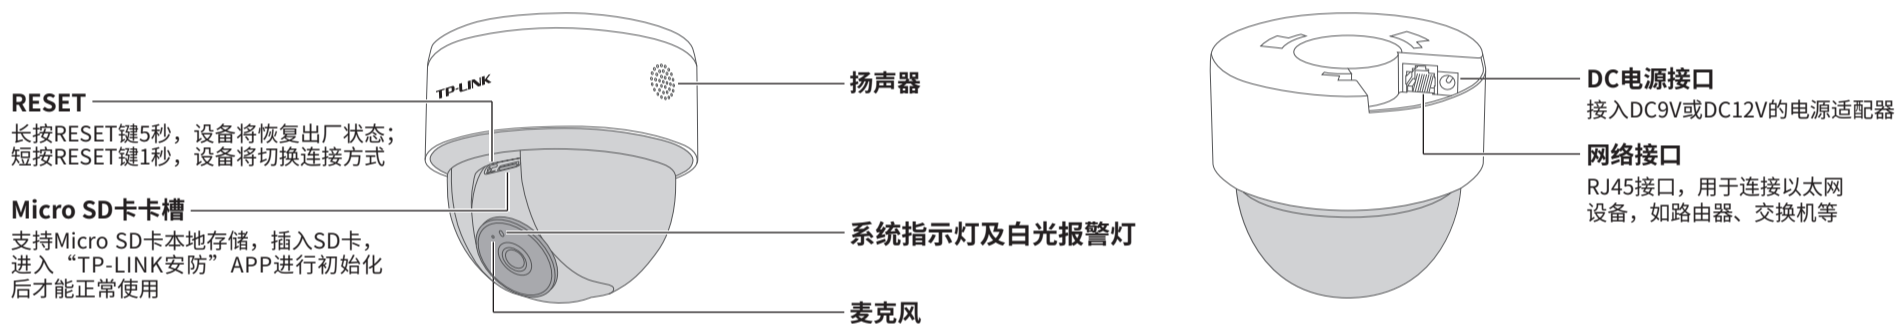 RESET
长按RESET键5秒，设备将恢复出厂状态；
短按RESET键1秒，设备将切换连接方式
Micro SD卡卡槽
支持Micro SD卡本地存储，插入SD卡，
进入“TP-LINK安防”APP进行初始化
后才能正常使用
TP-LINK
扬声器
系统指示灯及白光报警灯
麦克风
DC电源接口
接入DC9V或DC12V的电源适配器
网络接口
RJ45接口，用于连接以太网
设备，如路由器、交换机等